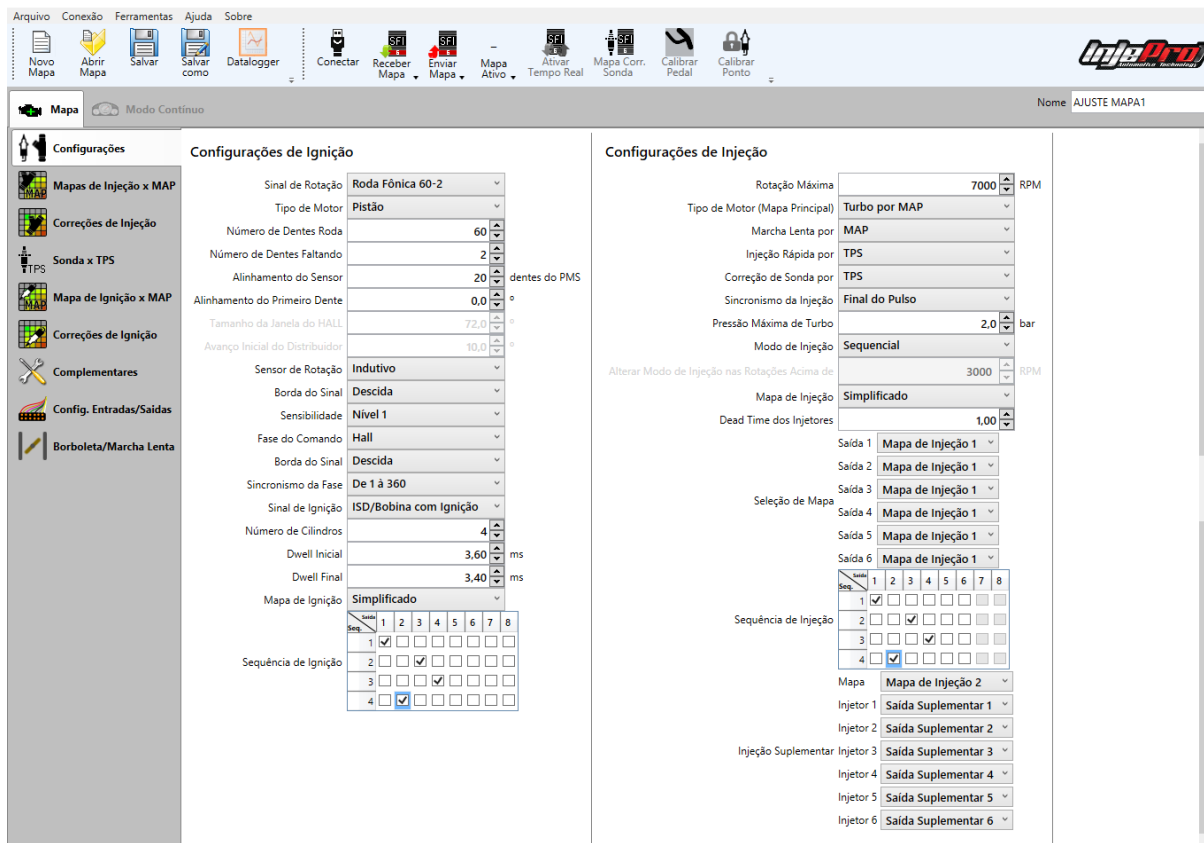 Arquivo Conexão Ferramentas Ajuda Sobre
Novo Mapa
Abrir Mapa
Salvar
Salvar como
Datalogger
Conectar
SFI
Receber Mapa
SFI
Enviar Mapa
–
Mapa Ativo
SFI
Ativar Tempo Real
SFI
Mapa Corr. Sonda
Calibrar Pedal
Calibrar Ponto
InjePro
Automotive Technology
Mapa
Modo Contínuo
Nome AJUSTE MAPA1
Configurações
MAP
Mapas de Injeção x MAP
Correções de Injeção
TPS
Sonda x TPS
MAP
Mapa de Ignição x MAP
Correções de Ignição
Complementares
Config. Entradas/Saidas
Borboleta/Marcha Lenta
Configurações de Ignição
Sinal de Rotação Roda Fônica 60-2
Tipo de Motor Pistão
Número de Dentes Roda 60
Número de Dentes Faltando 2
Alinhamento do Sensor 20 dentes do PMS
Alinhamento do Primeiro Dente 0,0 °
Tamanho da Janela do HALL 72,0 °
Avanço Inicial do Distribuidor 10,0 °
Sensor de Rotação Indutivo
Borda do Sinal Descida
Sensibilidade Nível 1
Fase do Comando Hall
Borda do Sinal Descida
Sincronismo da Fase De 1 à 360
Sinal de Ignição ISD/Bobina com Ignição
Número de Cilindros 4
Dwell Inicial 3,60 ms
Dwell Final 3,40 ms
Mapa de Ignição Simplificado
Sequência de Ignição
Saída Seq. 1 2 3 4 5 6 7 8
1
2
3
4
Configurações de Injeção
Rotação Máxima 7000 RPM
Tipo de Motor (Mapa Principal) Turbo por MAP
Marcha Lenta por MAP
Injeção Rápida por TPS
Correção de Sonda por TPS
Sincronismo da Injeção Final do Pulso
Pressão Máxima de Turbo 2,0 bar
Modo de Injeção Sequencial
Alterar Modo de Injeção nas Rotações Acima de 3000 RPM
Mapa de Injeção Simplificado
Dead Time dos Injetores 1,00
Seleção de Mapa
Saída 1 Mapa de Injeção 1
Saída 2 Mapa de Injeção 1
Saída 3 Mapa de Injeção 1
Saída 4 Mapa de Injeção 1
Saída 5 Mapa de Injeção 1
Saída 6 Mapa de Injeção 1
Sequência de Injeção
Saída Seq. 1 2 3 4 5 6 7 8
1
2
3
4
Injeção Suplementar
Mapa Mapa de Injeção 2
Injetor 1 Saída Suplementar 1
Injetor 2 Saída Suplementar 2
Injetor 3 Saída Suplementar 3
Injetor 4 Saída Suplementar 4
Injetor 5 Saída Suplementar 5
Injetor 6 Saída Suplementar 6